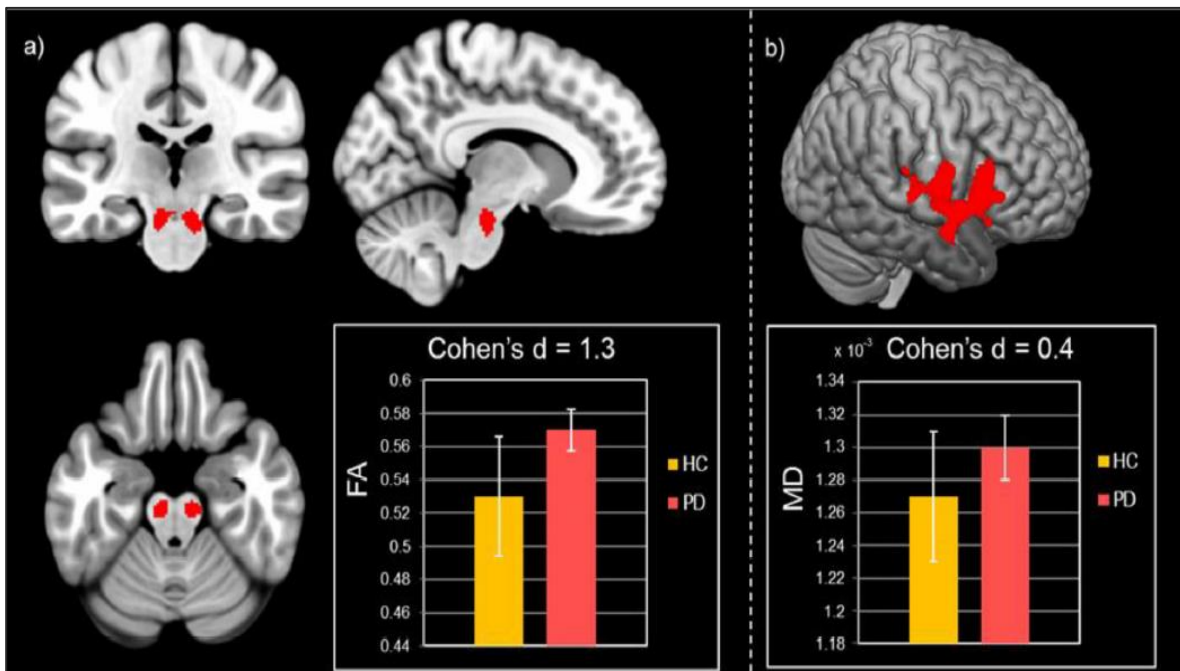 a)
Cohen's d = 1.3
0.6
0.58
0.56
0.54
0.52
0.5
0.48
0.46
0.44
FA
HC
PD
b)
x 10⁻³ Cohen's d = 0.4
1.34
1.32
1.3
1.28
1.26
1.24
1.22
1.2
1.18
MD
HC
PD